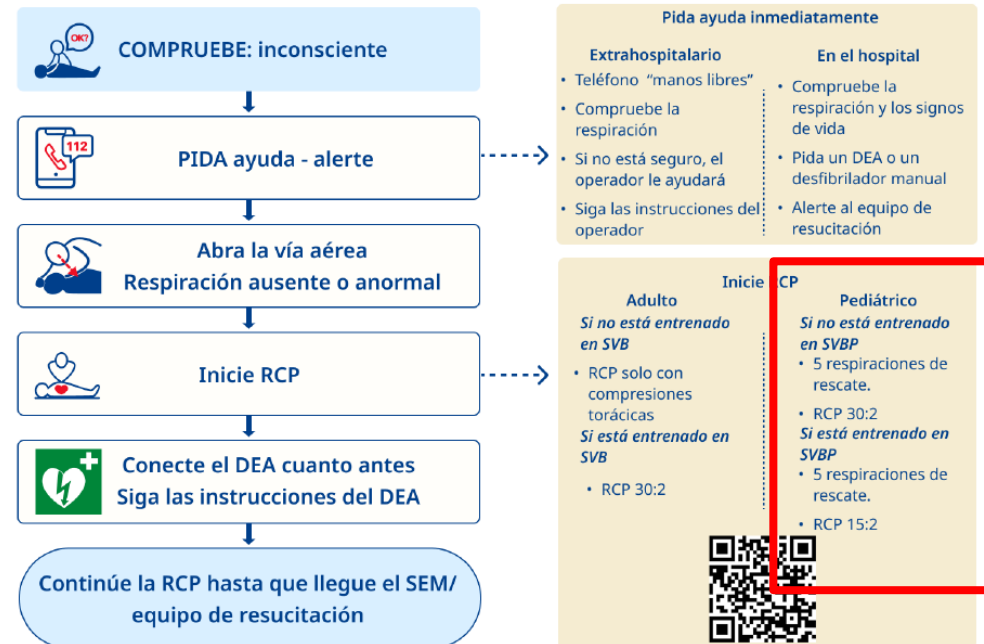 OK?
COMPRUEBE: inconsciente
112
PIDA ayuda - alerte
Abra la vía aérea
Respiración ausente o anormal
Inicie RCP
Conecte el DEA cuanto antes
Siga las instrucciones del DEA
Continúe la RCP hasta que llegue el SEM/
equipo de resucitación
Pida ayuda inmediatamente
Extrahospitalario
• Teléfono “manos libres”
• Compruebe la
respiración
• Si no está seguro, el
operador le ayudará
• Siga las instrucciones del
operador
En el hospital
• Compruebe la
respiración y los signos
de vida
• Pida un DEA o un
desfibrilador manual
• Alerte al equipo de
resucitación
Inicie CP
Adulto
Si no está entrenado
en SVB
• RCP solo con
compresiones
torácicas
Si está entrenado en
SVB
• RCP 30:2
Pediátrico
Si no está entrenado
en SVBP
• 5 respiraciones de
rescate.
• RCP 30:2
Si está entrenado en
SVBP
• 5 respiraciones de
rescate.
• RCP 15:2